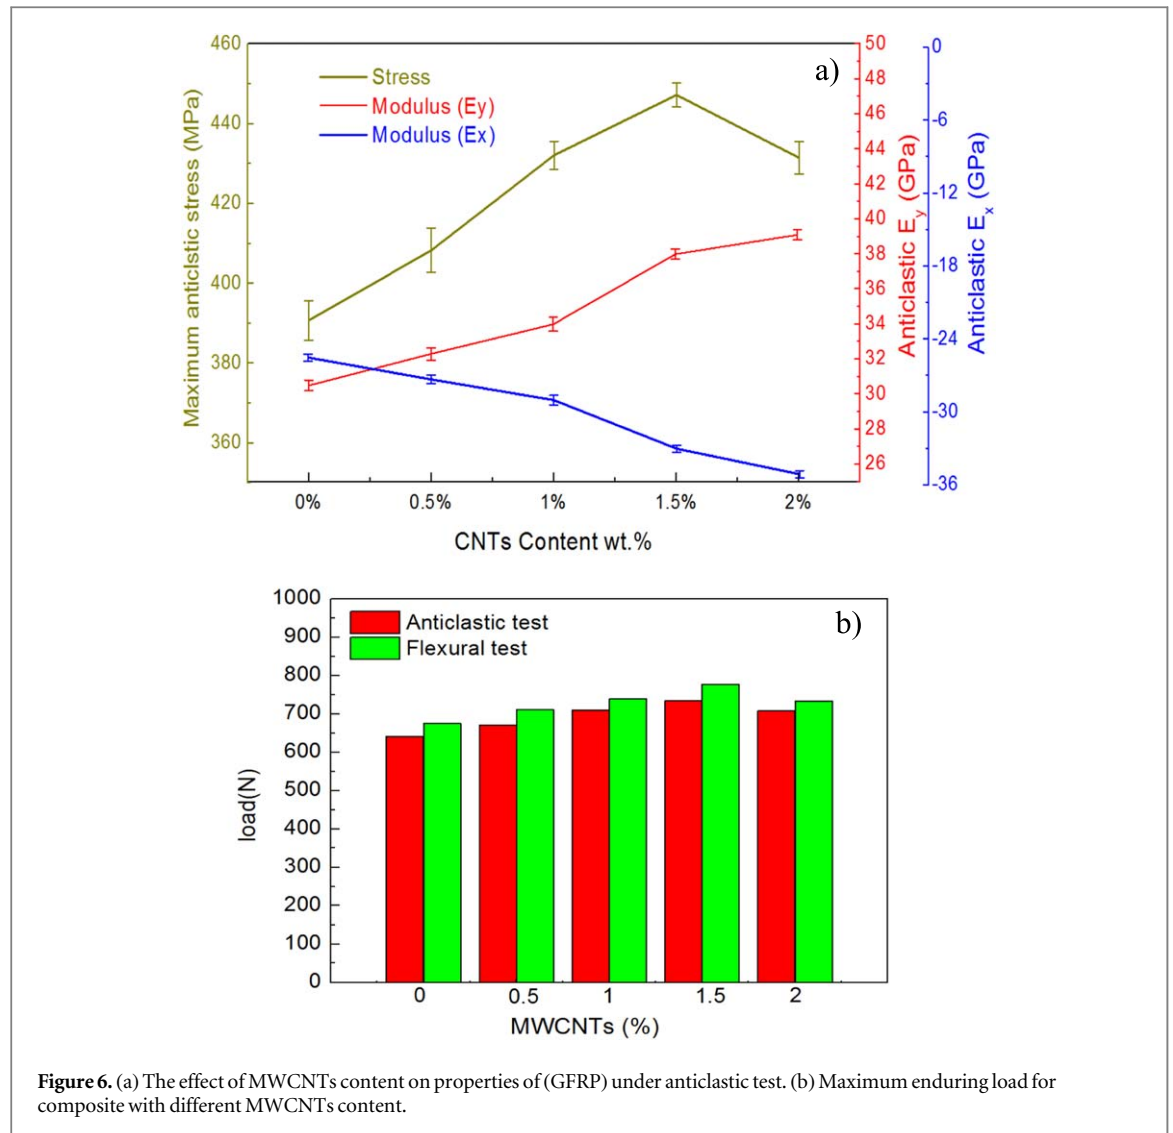 a)
Stress
Modulus (Ey)
Modulus (Ex)
Maximum anticlstic stress (MPa)
460
440
420
400
380
360
50
48
46
44
42
40
38
36
34
32
30
28
26
Anticlastic Ey (GPa)
0
-6
-12
-18
-24
-30
-36
Anticlastic Ex (GPa)
0% 0.5% 1% 1.5% 2%
CNTs Content wt.%
b)
Anticlastic test
Flexural test
load(N)
1000
900
800
700
600
500
400
300
200
100
0
0 0.5 1 1.5 2
MWCNTs (%)
Figure 6. (a) The effect of MWCNTs content on properties of (GFRP) under anticlastic test. (b) Maximum enduring load for
composite with different MWCNTs content.